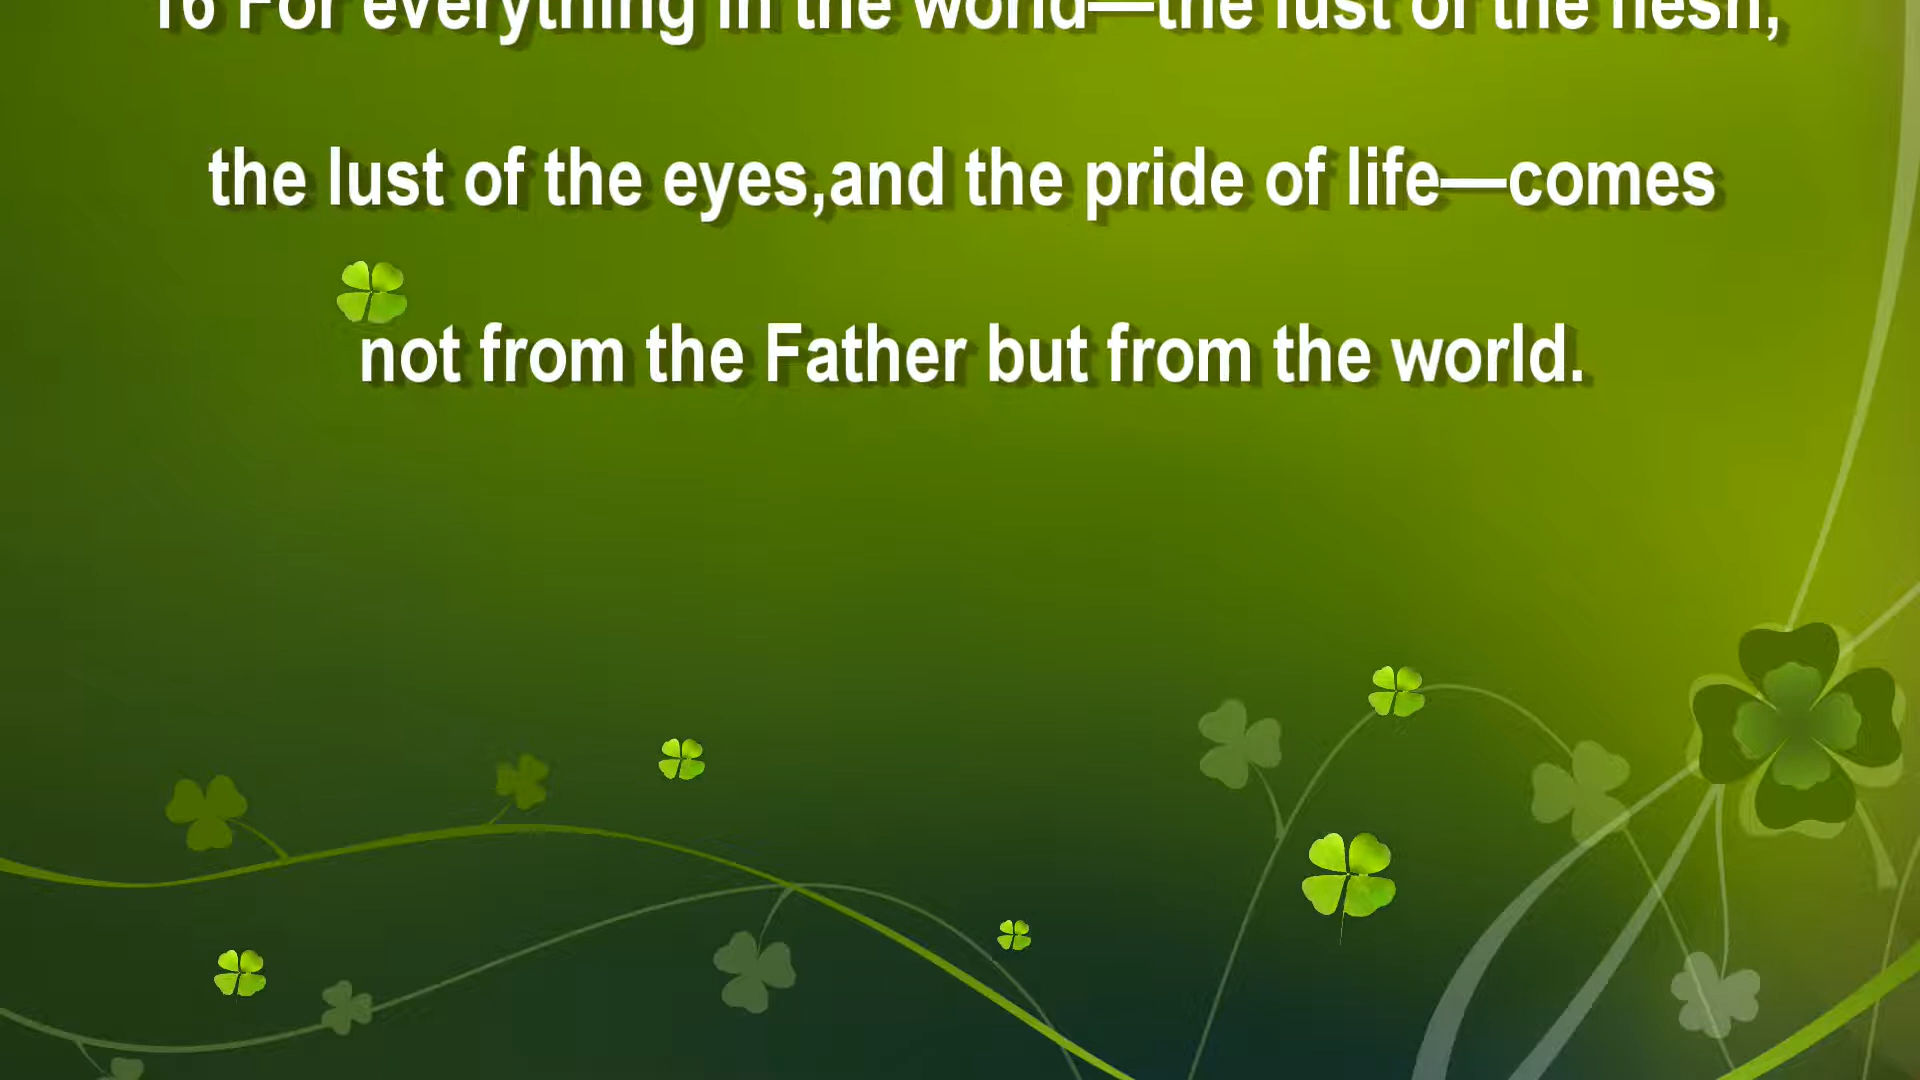 16 For everything in the world—the lust of the flesh,
the lust of the eyes,and the pride of life—comes
not from the Father but from the world.